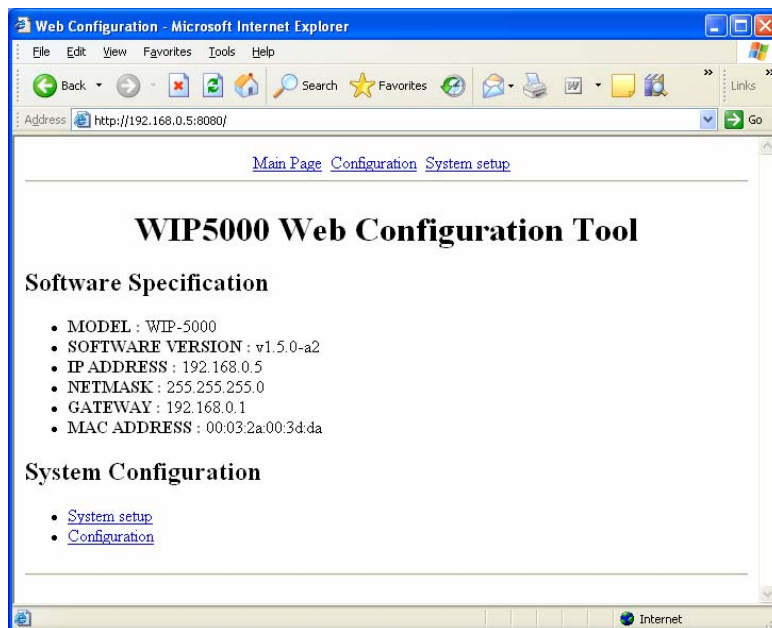 Web Configuration - Microsoft Internet Explorer
File Edit View Favorites Tools Help
Back Search Favorites » Links »
Address http://192.168.0.5:8080/ Go
Main Page Configuration System setup
WIP5000 Web Configuration Tool
Software Specification
• MODEL : WIP-5000
• SOFTWARE VERSION : v1.5.0-a2
• IP ADDRESS : 192.168.0.5
• NETMASK : 255.255.255.0
• GATEWAY : 192.168.0.1
• MAC ADDRESS : 00:03:2a:00:3d:da
System Configuration
• System setup
• Configuration
Internet